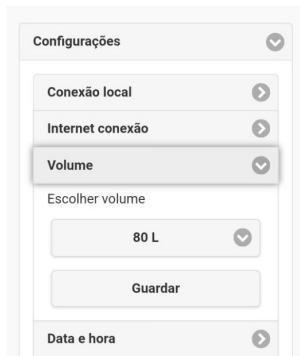 Configurações
Conexão local
Internet conexão
Volume
Escolher volume
80 L
Guardar
Data e hora